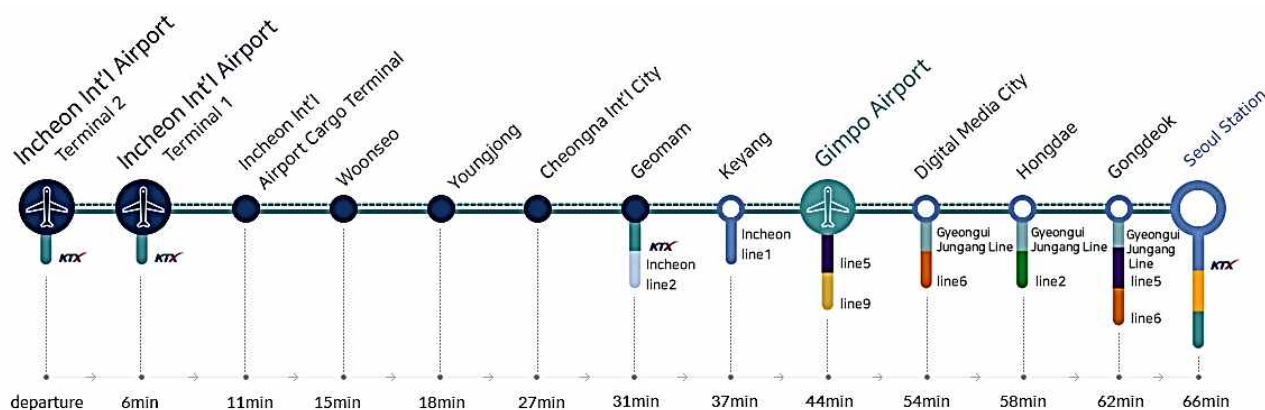 Incheon Int'l Airport
Terminal 2
Incheon Int'l Airport
Terminal 1
Incheon Int'l
Airport Cargo Terminal
Woonseo
Youngjong
Cheongna Int'l City
Geomam
Keyang
Gimpo Airport
Digital Media City
Hongdae
Gongdeok
Seoul Station
KTX
KTX
KTX
Incheon
line2
Incheon
line1
line5
line9
Gyeongui
Jungang Line
line6
Gyeongui
Jungang Line
line2
Gyeongui
Jungang
Line
line5
line6
KTX
departure
6min
11min
15min
18min
27min
31min
37min
44min
54min
58min
62min
66min